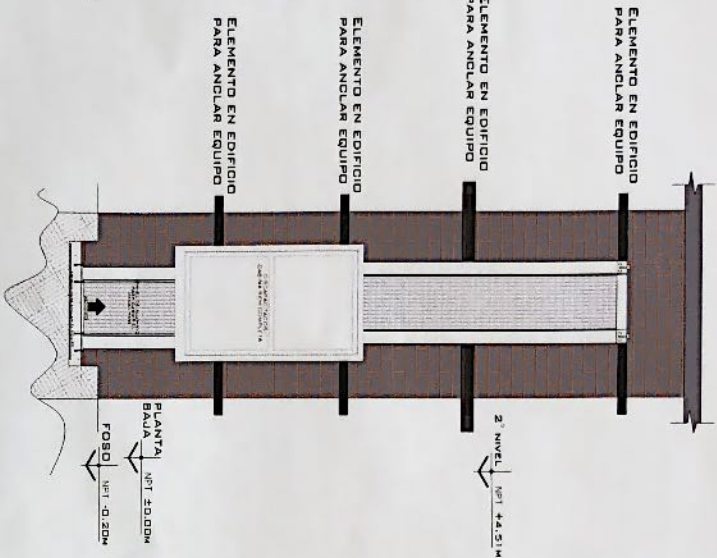 ELEMENTO EN EDIFICIO
PARA ANCLAR EQUIPO
ELEMENTO EN EDIFICIO
PARA ANCLAR EQUIPO
ELEMENTO EN EDIFICIO
PARA ANCLAR EQUIPO
ELEMENTO EN EDIFICIO
PARA ANCLAR EQUIPO
2° NIVEL
NPT +4.51M
PLANTA
BAJA
NPT ±0.00M
FOSO
NPT -0.20M